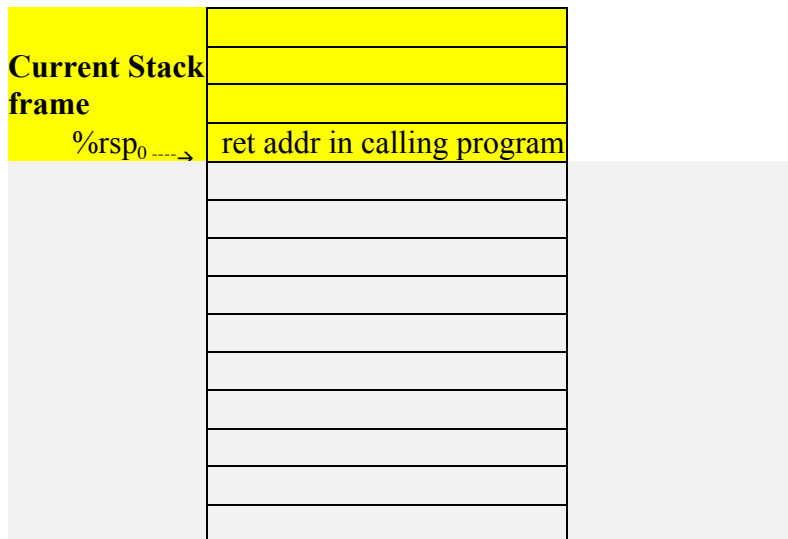 Current Stack
frame
%rsp₀ ----→ ret addr in calling program